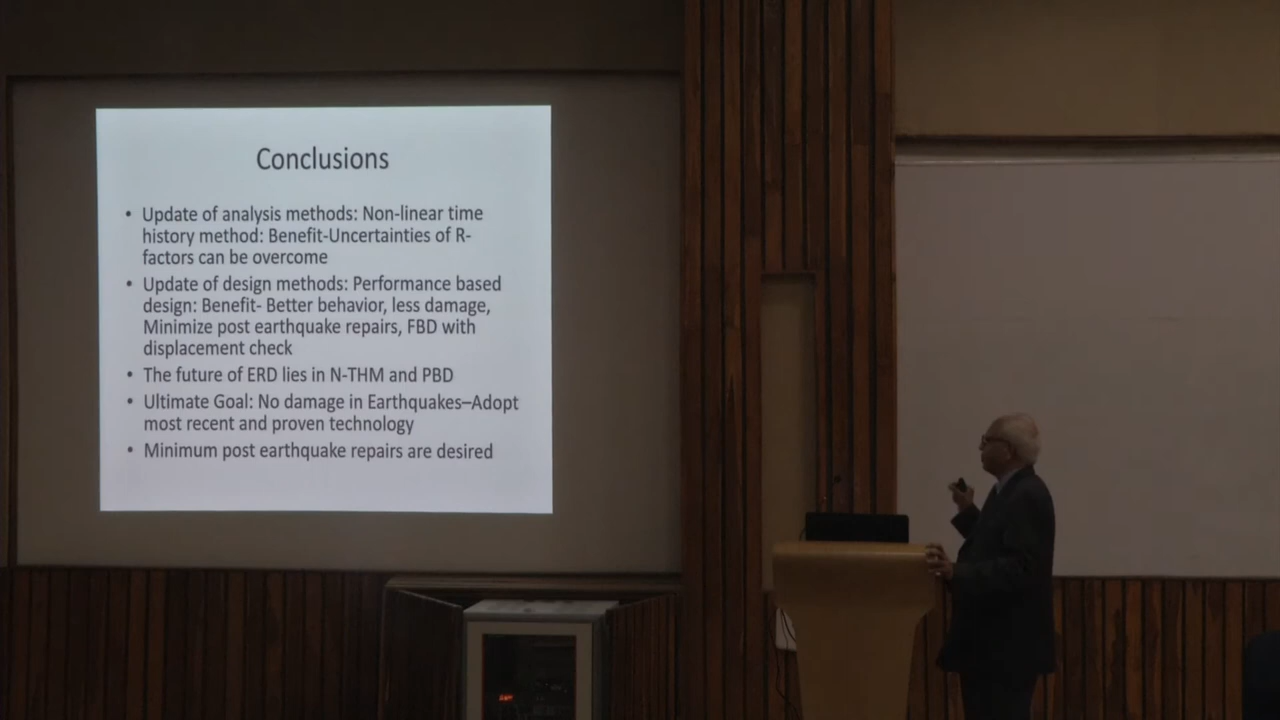 Conclusions
• Update of analysis methods: Non-linear time
history method: Benefit-Uncertainties of R-
factors can be overcome
• Update of design methods: Performance based
design: Benefit- Better behavior, less damage,
Minimize post earthquake repairs, FBD with
displacement check
• The future of ERD lies in N-THM and PBD
• Ultimate Goal: No damage in Earthquakes–Adopt
most recent and proven technology
• Minimum post earthquake repairs are desired